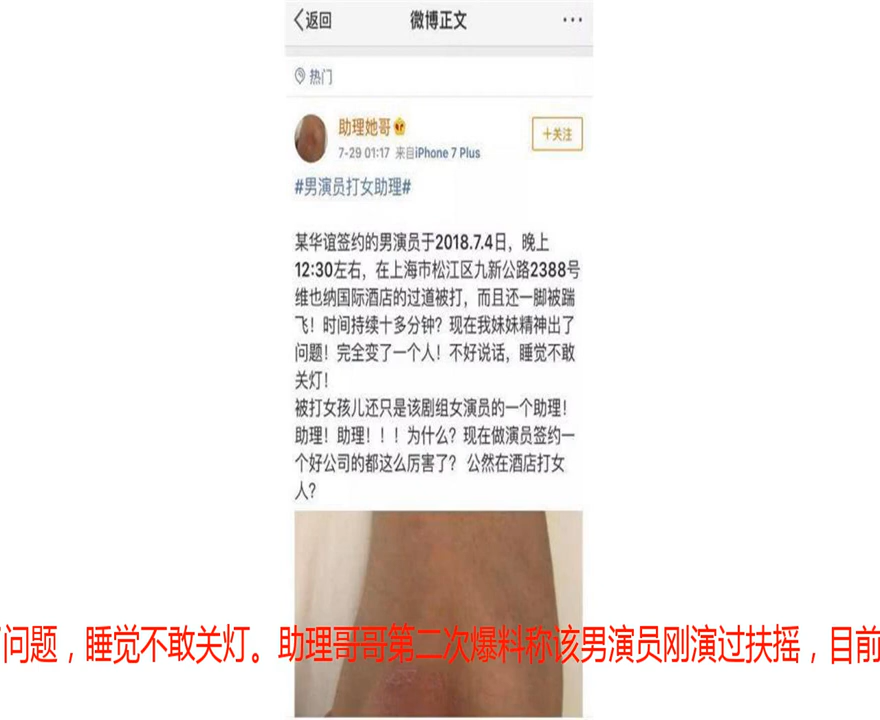 返回
微博正文
热门
助理她哥
7-29 01:17 来自iPhone 7 Plus
十关注
#男演员打女助理#
某华谊签约的男演员于2018.7.4日，晚上
12:30左右，在上海市松江区九新公路2388号
维也纳国际酒店的过道被打，而且还一脚被踹
飞！时间持续十多分钟？现在我妹妹精神出了
问题！完全变了一个人！不好说话，睡觉不敢
关灯！
被打女孩儿还只是该剧组女演员的一个助理！
助理！助理！！！为什么？现在做演员签约一
个好公司的都这么厉害了？ 公然在酒店打女
人？
问题，睡觉不敢关灯。助理哥哥第二次爆料称该男演员刚演过扶摇，目前